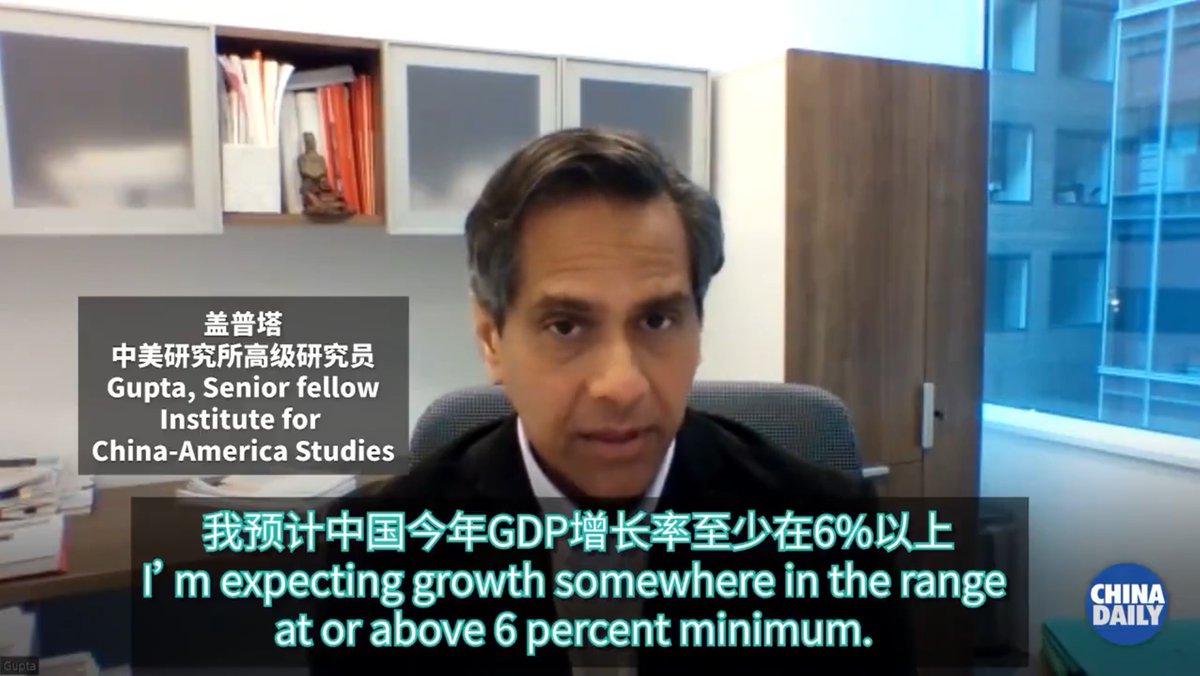 盖普塔
中美研究所高级研究员
Gupta, Senior fellow
Institute for
China-America Studies
我预计中国今年GDP增长率至少在6%以上
I’m expecting growth somewhere in the range
at or above 6 percent minimum.
CHINA
DAILY
Gupta